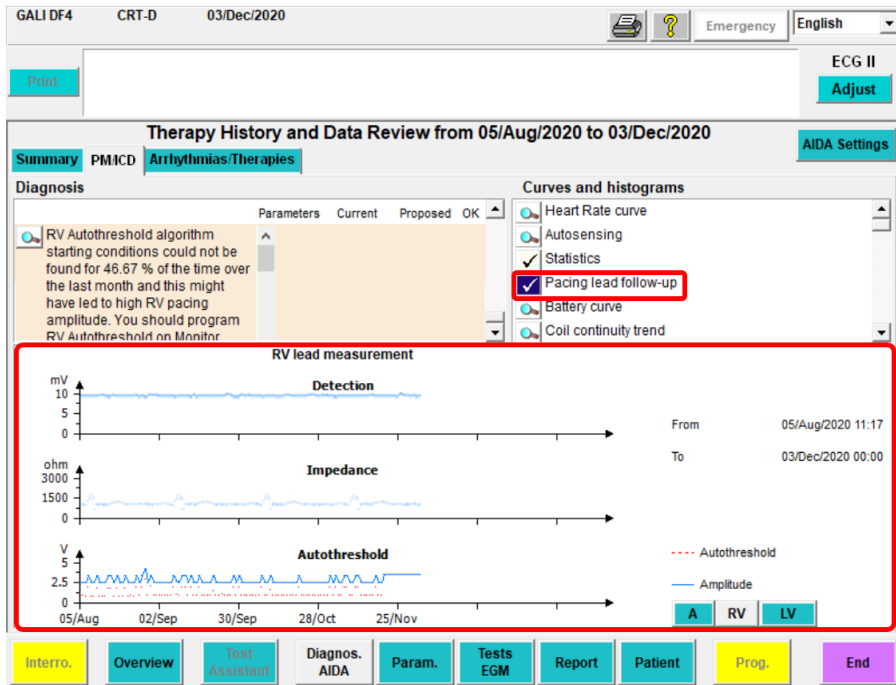 GALI DF4 CRT-D 03/Dec/2020
Emergency English
ECG II
Print
Adjust
Therapy History and Data Review from 05/Aug/2020 to 03/Dec/2020
AIDA Settings
Summary PM/ICD Arrhythmias/Therapies
Diagnosis
Parameters Current Proposed OK
RV Autothreshold algorithm
starting conditions could not be
found for 46.67 % of the time over
the last month and this might
have led to high RV pacing
amplitude. You should program
RV Autothreshold on Monitor
Curves and histograms
Heart Rate curve
Autosensing
Statistics
Pacing lead follow-up
Battery curve
Coil continuity trend
RV lead measurement
mV
Detection
10
5
0
ohm
Impedance
3000
1500
0
V
Autothreshold
5
2.5
0
05/Aug 02/Sep 30/Sep 28/Oct 25/Nov
From 05/Aug/2020 11:17
To 03/Dec/2020 00:00
Autothreshold
Amplitude
A RV LV
Interro.
Overview
Test
Assistant
Diagnos.
AIDA
Param.
Tests
EGM
Report
Patient
Prog.
End